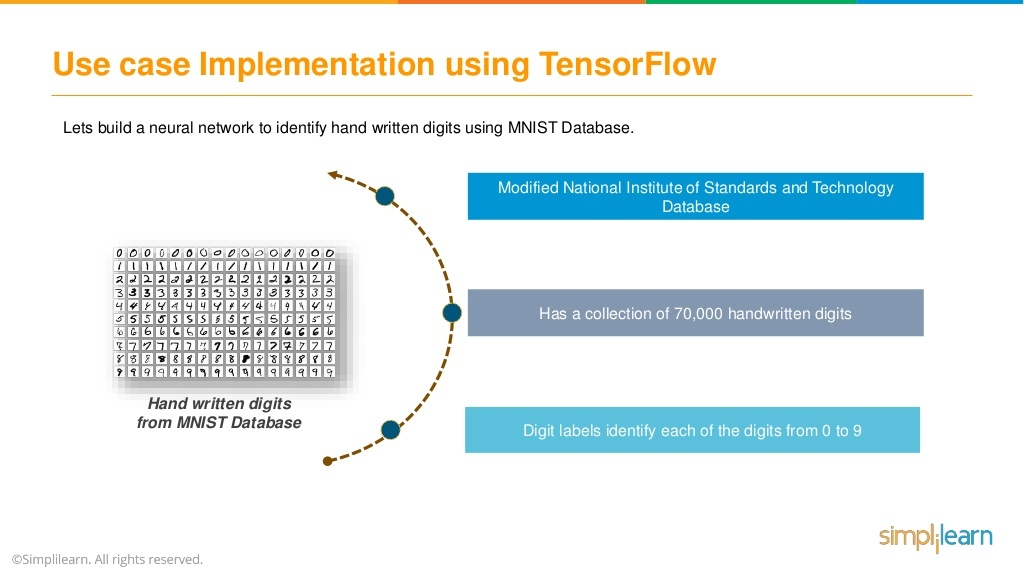 Use case Implementation using TensorFlow
Lets build a neural network to identify hand written digits using MNIST Database.
Modified National Institute of Standards and Technology
Database
Has a collection of 70,000 handwritten digits
Hand written digits
from MNIST Database
Digit labels identify each of the digits from 0 to 9
simplilearn
©Simplilearn. All rights reserved.